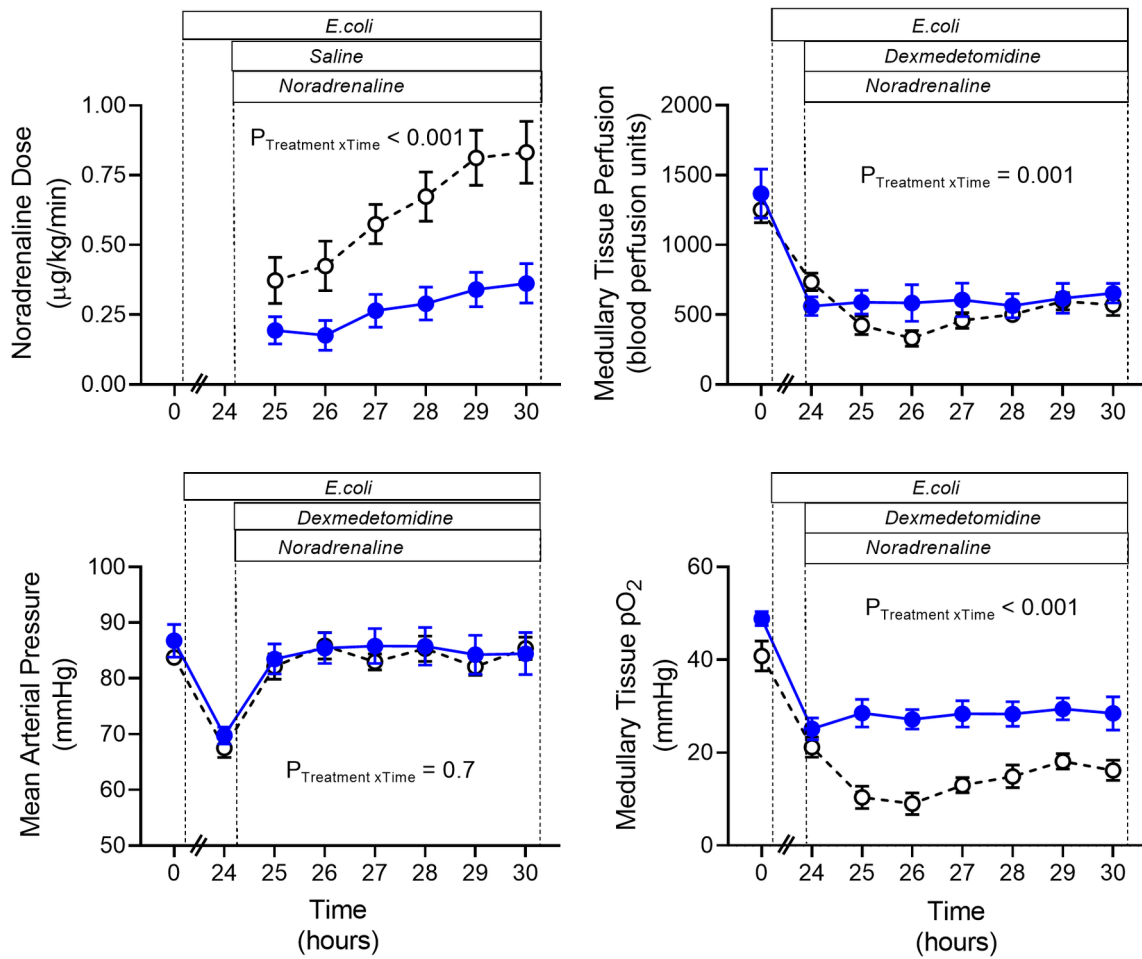 E.coli
Saline
Noradrenaline
Noradrenaline Dose
(μg/kg/min)
1.00
0.75
0.50
0.25
0.00
P Treatment xTime < 0.001
0 24 25 26 27 28 29 30
E.coli
Dexmedetomidine
Noradrenaline
Medullary Tissue Perfusion
(blood perfusion units)
2000
1500
1000
500
0
P Treatment xTime = 0.001
0 24 25 26 27 28 29 30
E.coli
Dexmedetomidine
Noradrenaline
Mean Arterial Pressure
(mmHg)
100
90
80
70
60
50
P Treatment xTime = 0.7
0 24 25 26 27 28 29 30
Time
(hours)
E.coli
Dexmedetomidine
Noradrenaline
Medullary Tissue pO2
(mmHg)
60
40
20
0
P Treatment xTime < 0.001
0 24 25 26 27 28 29 30
Time
(hours)